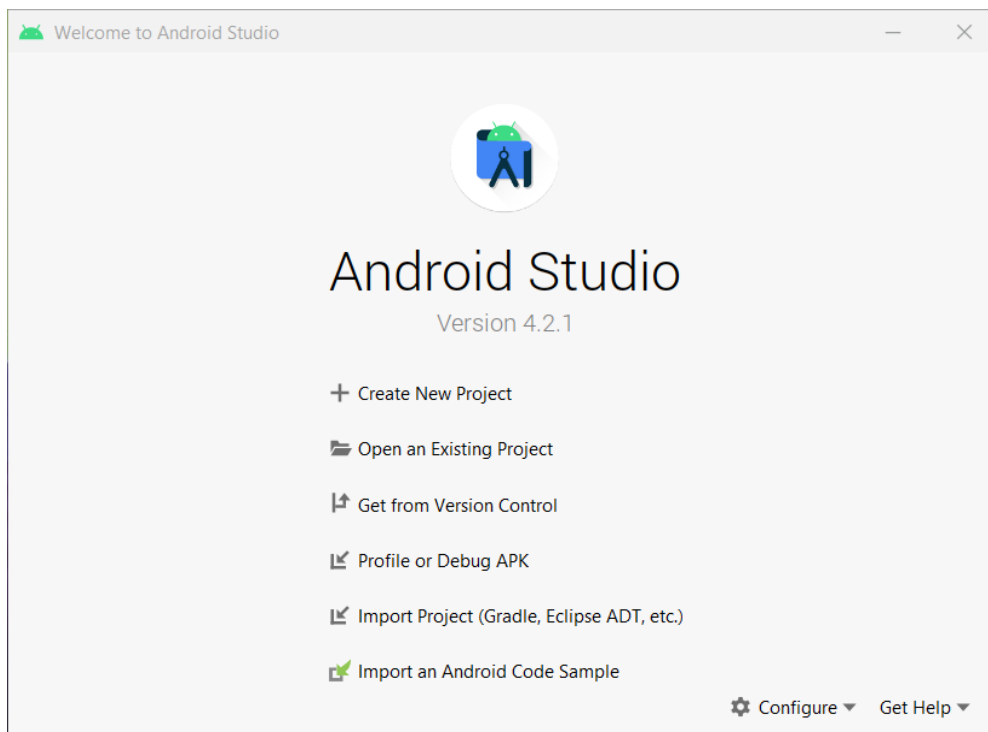 Welcome to Android Studio
Android Studio
Version 4.2.1
Create New Project
Open an Existing Project
Get from Version Control
Profile or Debug APK
Import Project (Gradle, Eclipse ADT, etc.)
Import an Android Code Sample
Configure Get Help